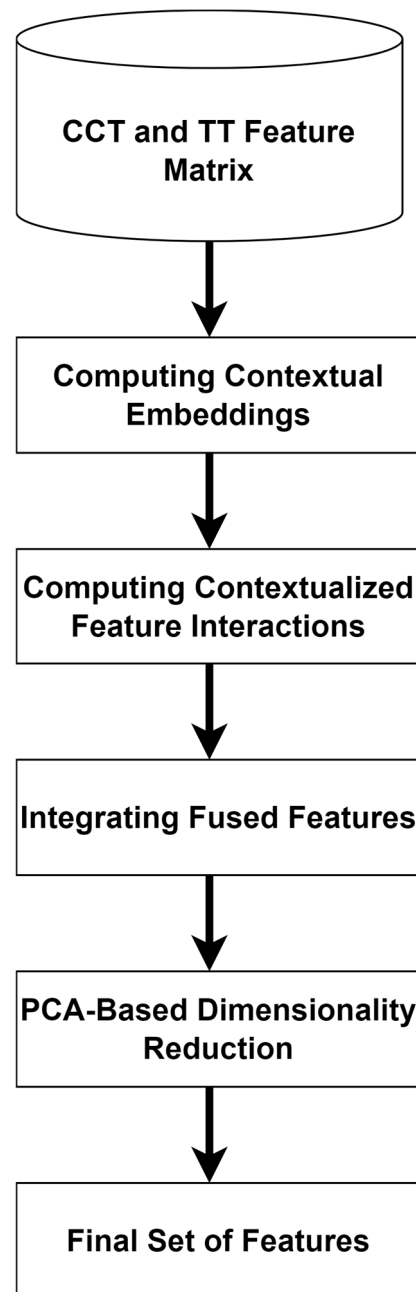 CCT and TT Feature
Matrix
Computing Contextual
Embeddings
Computing Contextualized
Feature Interactions
Integrating Fused Features
PCA-Based Dimensionality
Reduction
Final Set of Features